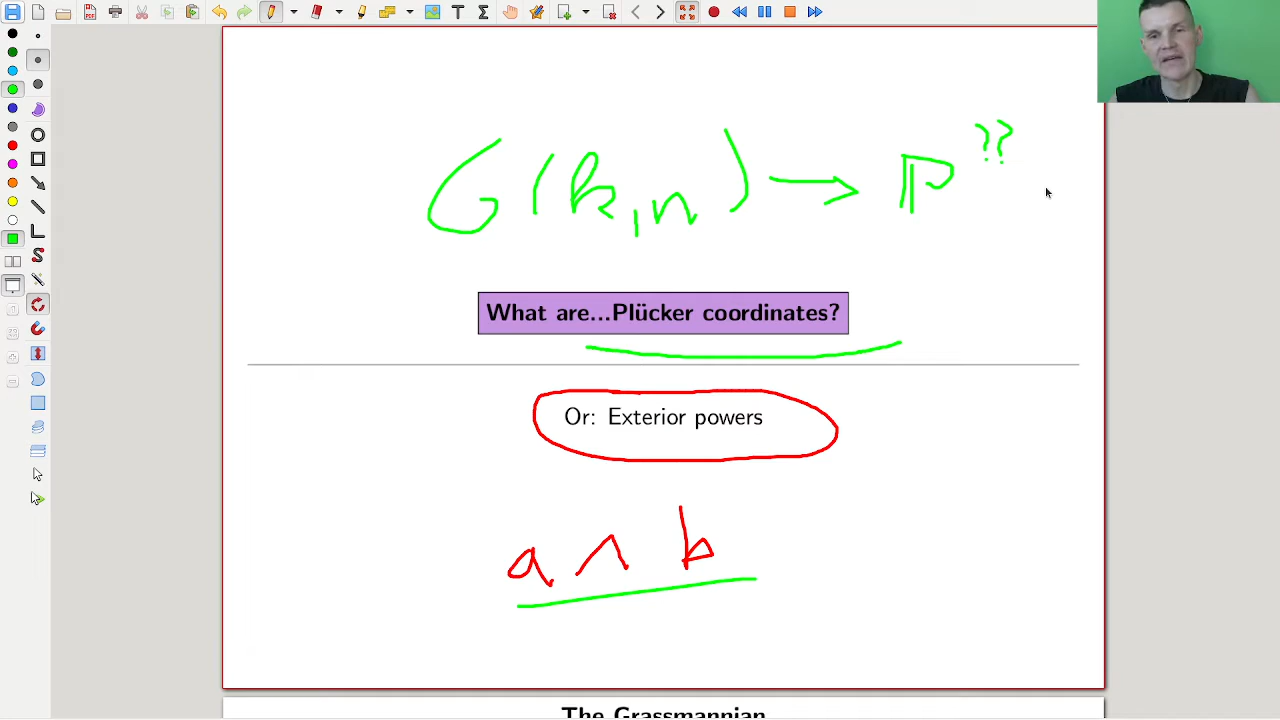 G(k,n) → ℙ^??
What are...Plücker coordinates?
Or: Exterior powers
a ∧ b
The Grassmannian